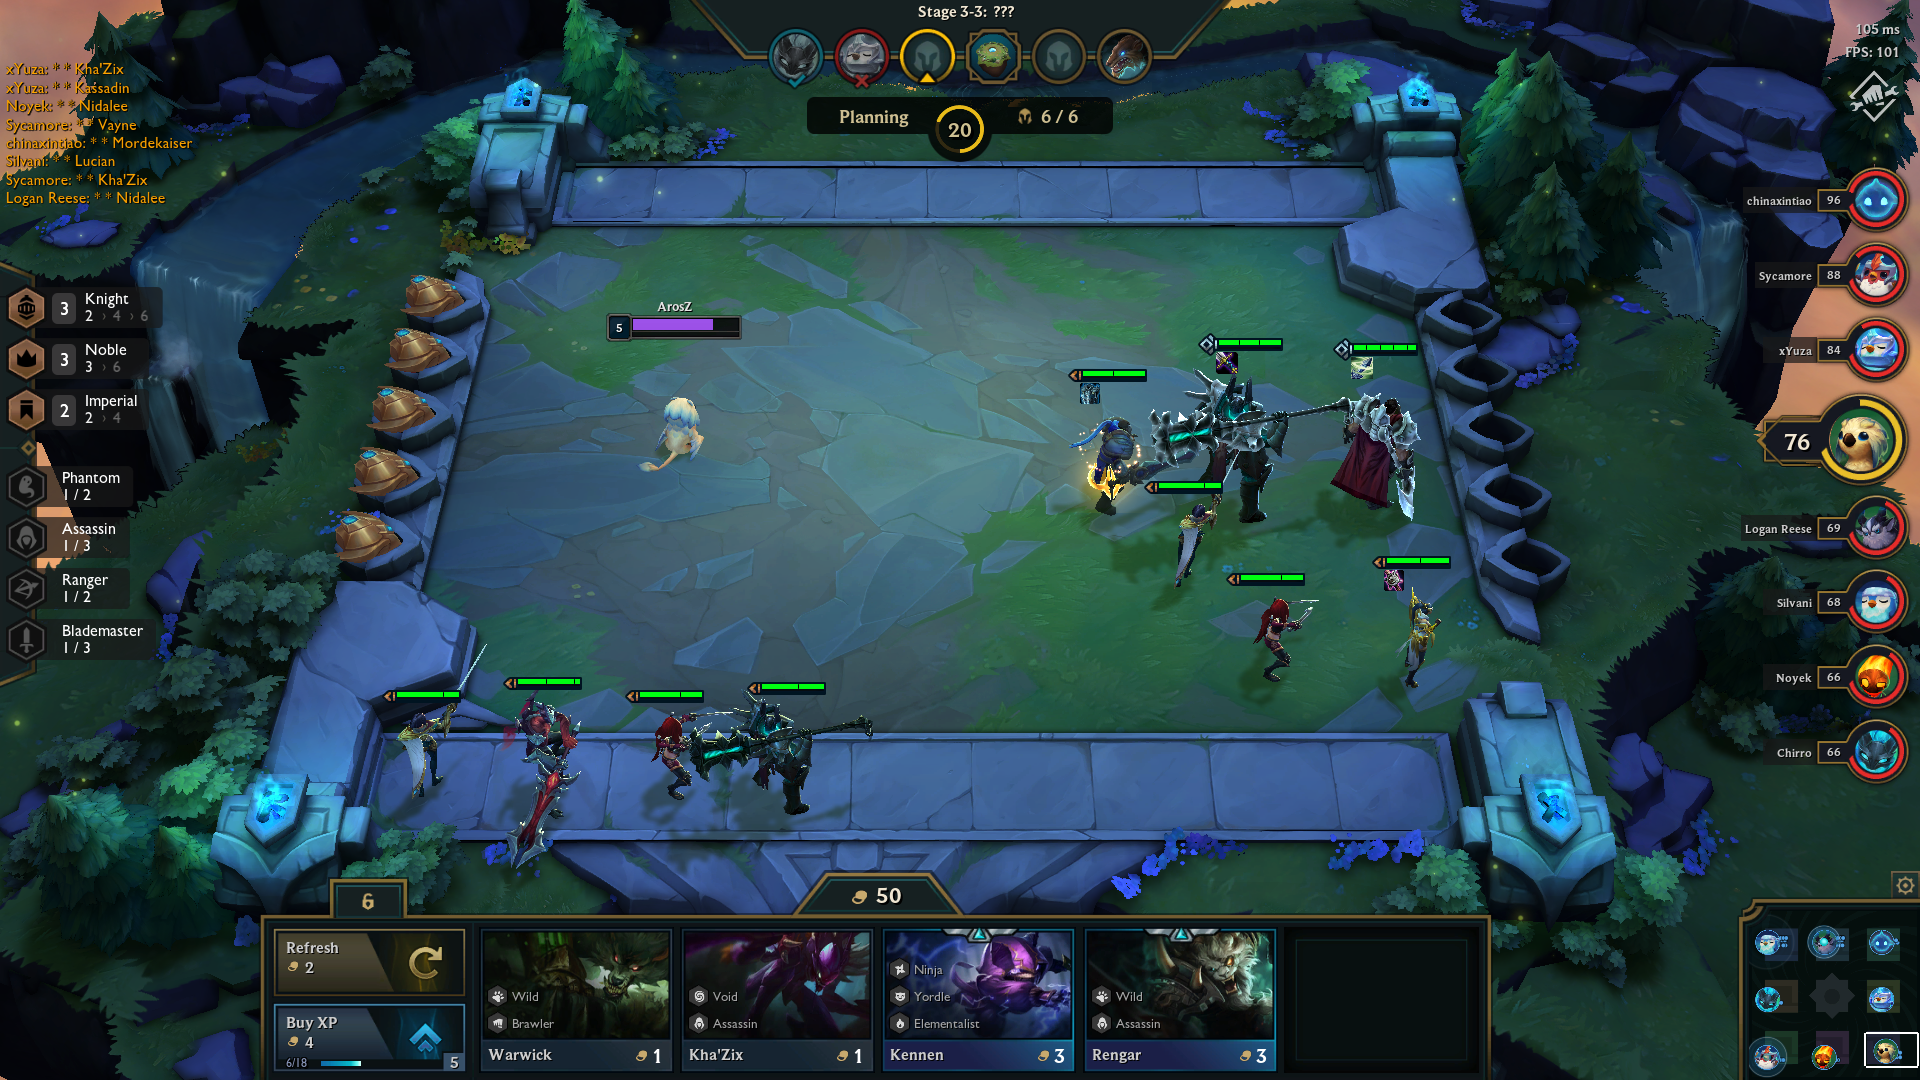 Stage 3-3: ???
105 ms
FPS: 101
xYuza: * * Kha'Zix
xYuza: * * Kassadin
Noyek: * * Nidalee
Sycamore: * * Vayne
chinaxintiao: * * Mordekaiser
Silvani: * * Lucian
Sycamore: * * Kha'Zix
Logan Reese: * * Nidalee
Planning
20
6 / 6
chinaxintiao 96
Sycamore 88
xYuza 84
76
Logan Reese 69
Silvani 68
Noyek 66
Chirro 66
3 Knight
2 › 4 › 6
3 Noble
3 › 6
2 Imperial
2 › 4
Phantom
1 / 2
Assassin
1 / 3
Ranger
1 / 2
Blademaster
1 / 3
ArosZ
5
6
50
Refresh
2
Buy XP
4
6/18
5
Wild
Brawler
Warwick 1
Void
Assassin
Kha'Zix 1
Ninja
Yordle
Elementalist
Kennen 3
Wild
Assassin
Rengar 3